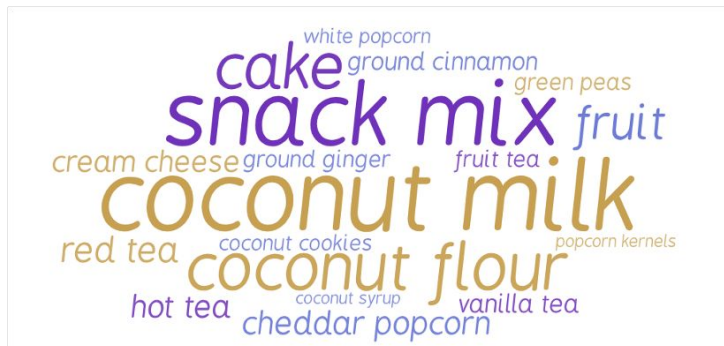 white popcorn
cake ground cinnamon
green peas
snack mix fruit
cream cheese ground ginger fruit tea
coconut milk
red tea coconut cookies popcorn kernels
coconut flour
hot tea coconut syrup vanilla tea
cheddar popcorn